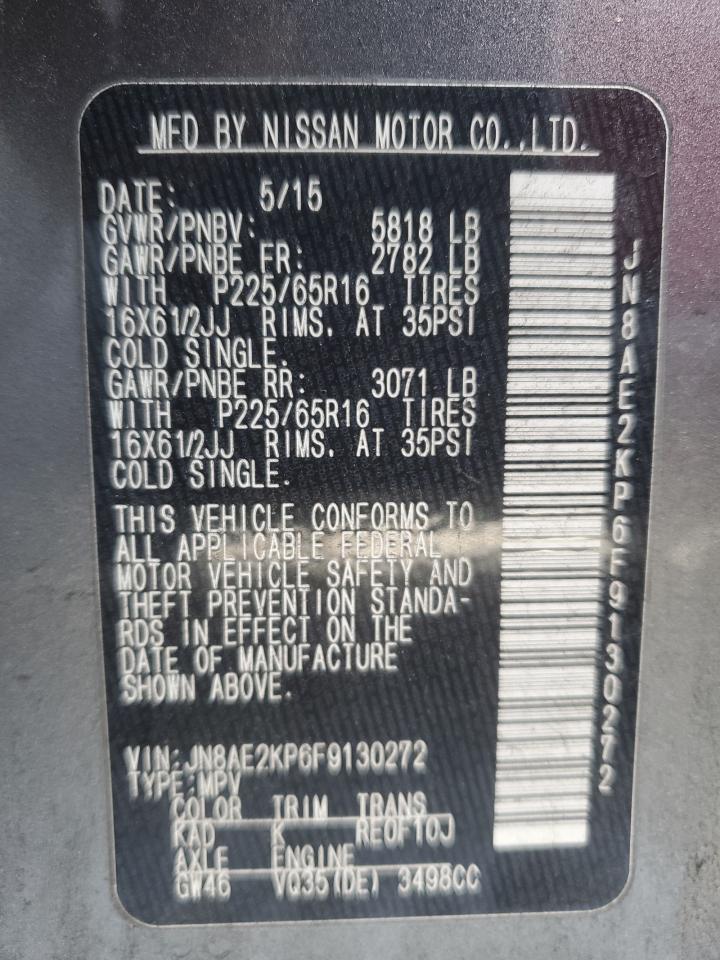 MFD BY NISSAN MOTOR CO.,LTD.
DATE: 5/15
GVWR/PNBV: 5818 LB
GAWR/PNBE FR: 2782 LB
WITH P225/65R16 TIRES
16X61/2JJ RIMS. AT 35PSI
COLD SINGLE.
GAWR/PNBE RR: 3071 LB
WITH P225/65R16 TIRES
16X61/2JJ RIMS. AT 35PSI
COLD SINGLE.
THIS VEHICLE CONFORMS TO
ALL APPLICABLE FEDERAL
MOTOR VEHICLE SAFETY AND
THEFT PREVENTION STANDA-
RDS IN EFFECT ON THE
DATE OF MANUFACTURE
SHOWN ABOVE.
VIN:JN8AE2KP6F9130272
TYPE:MPV
COLOR TRIM TRANS
KAD K RE0F10J
AXLE ENGINE
GW46 VQ35(DE) 3498CC
JN8AE2KP6F9130272